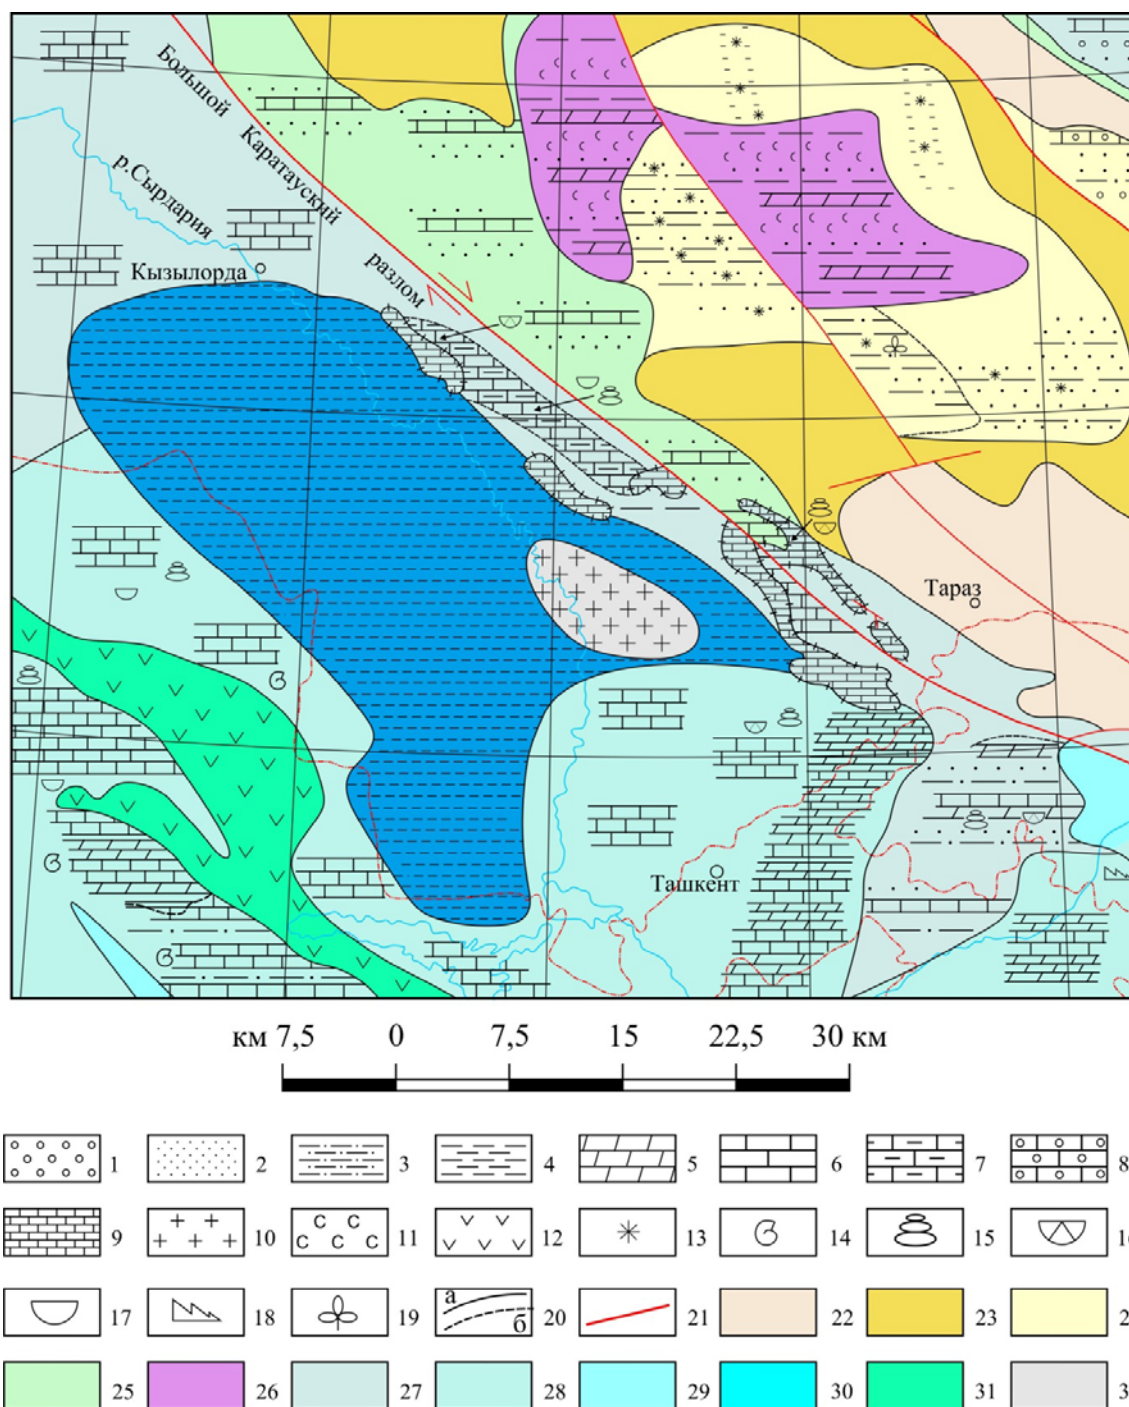 Большой Каратауский разлом
р.Сырдария
Кызылорда
Тараз
Ташкент
км 7,5 0 7,5 15 22,5 30 км
1 2 3 4 5 6 7 8
9 10 11 12 13 14 15
17 18 19 а б 20 21 22 23
25 26 27 28 29 30 31